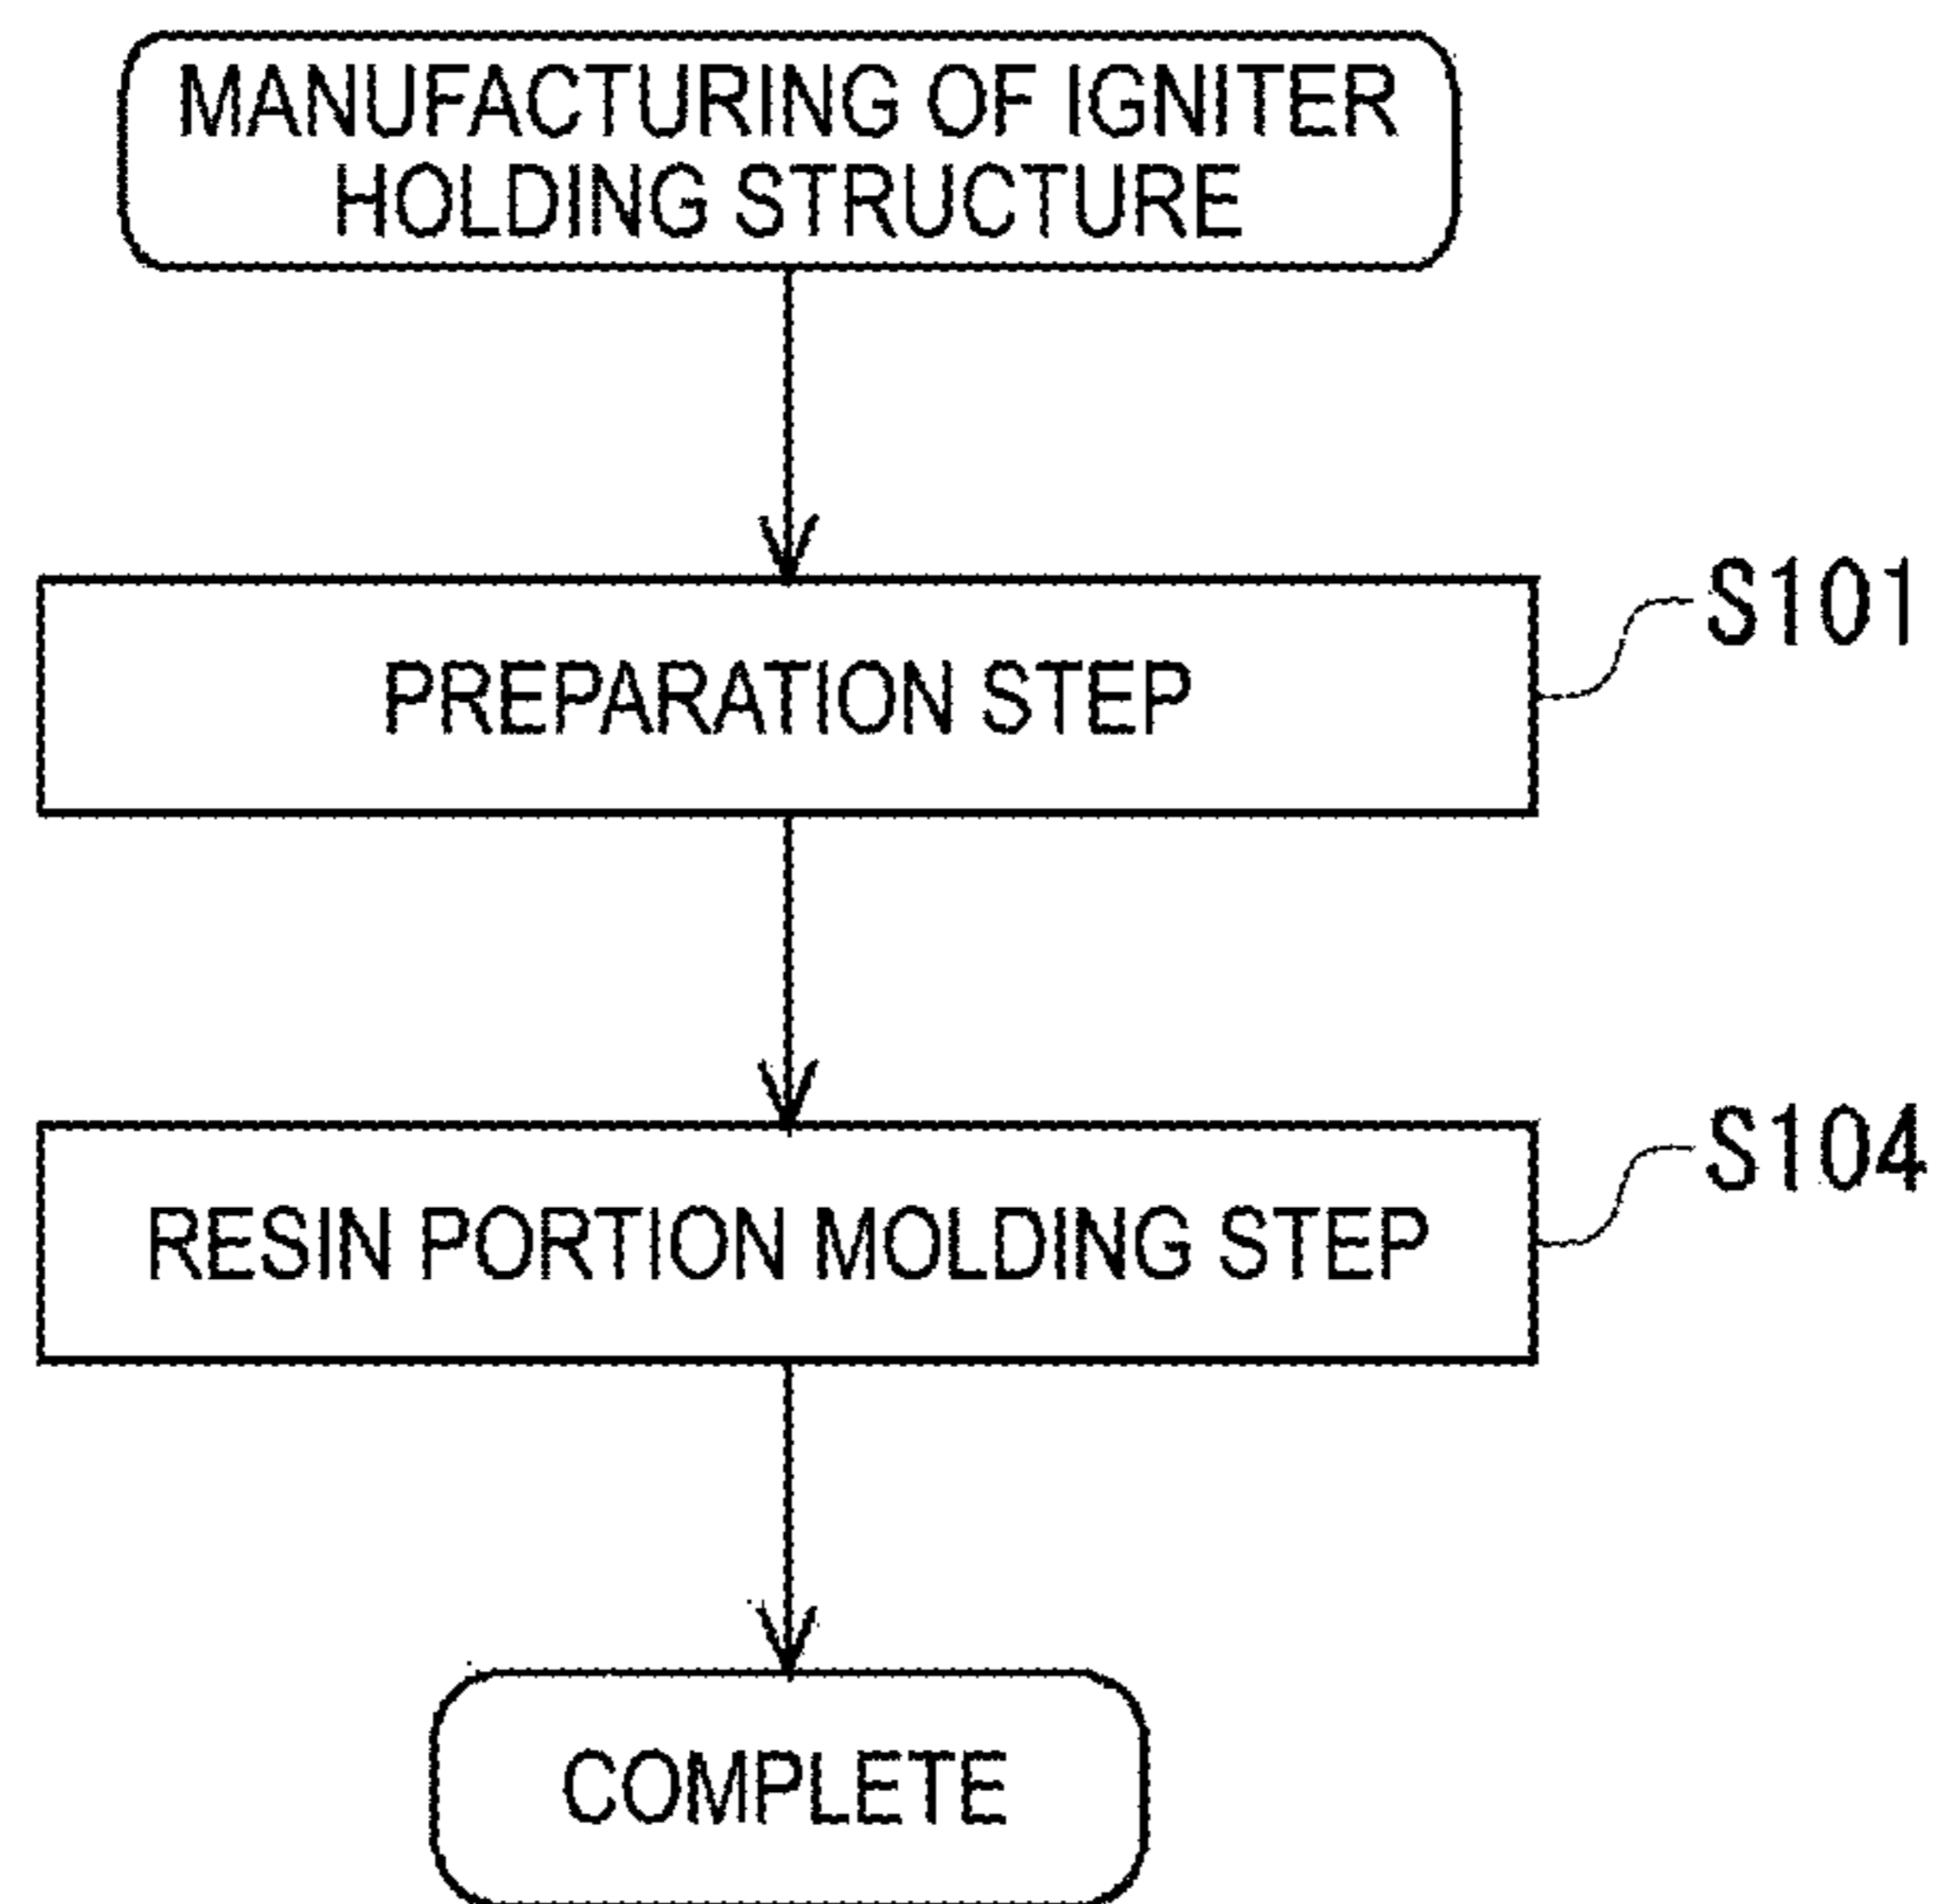 MANUFACTURING OF IGNITER
HOLDING STRUCTURE
S101
PREPARATION STEP
S104
RESIN PORTION MOLDING STEP
COMPLETE